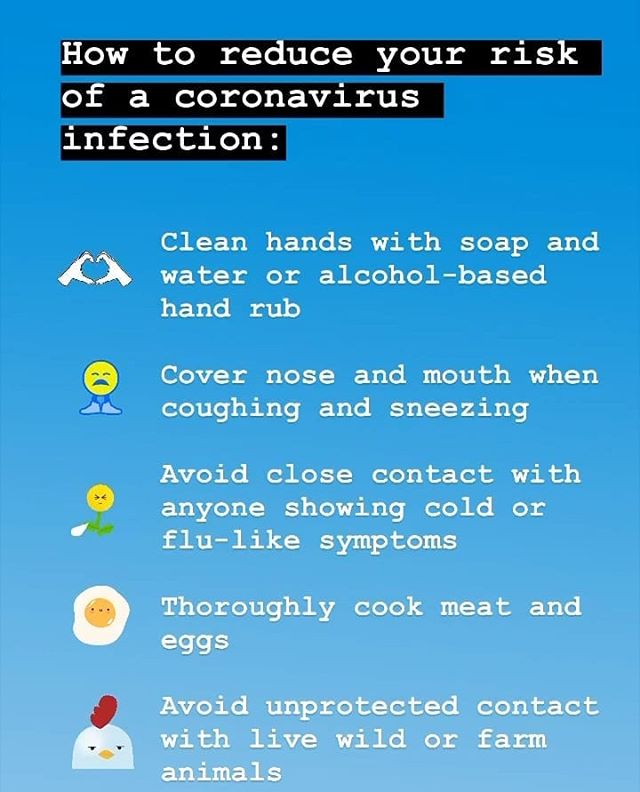 How to reduce your risk
of a coronavirus
infection:
Clean hands with soap and
water or alcohol-based
hand rub
Cover nose and mouth when
coughing and sneezing
Avoid close contact with
anyone showing cold or
flu-like symptoms
Thoroughly cook meat and
eggs
Avoid unprotected contact
with live wild or farm
animals